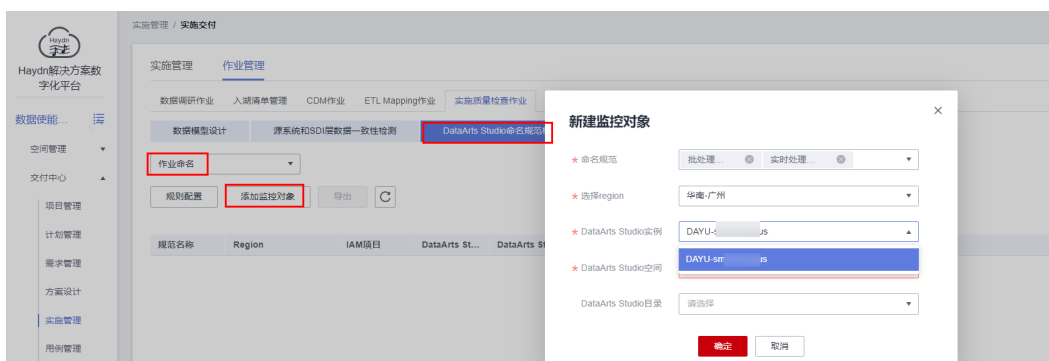 实施管理 / 实施交付
Haydn
Haydn解决方案数
字化平台
数据使能...
空间管理
交付中心
项目管理
计划管理
需求管理
方案设计
实施管理
用例管理
实施管理 作业管理
数据调研作业 入湖清单管理 CDM作业 ETL Mapping作业 实施质量检查作业
数据模型设计 源系统和SDI层数据一致性检测 DataArts Studio命名规范
作业命名
规则配置 添加监控对象 导出
规范名称 Region IAM项目 DataArts St... DataArts St
新建监控对象
* 命名规范 批处理... 实时处理...
* 选择region 华南-广州
* DataArts Studio实例 DAYU-s us
DAYU-sm us
* DataArts Studio空间
DataArts Studio目录 请选择
确定 取消